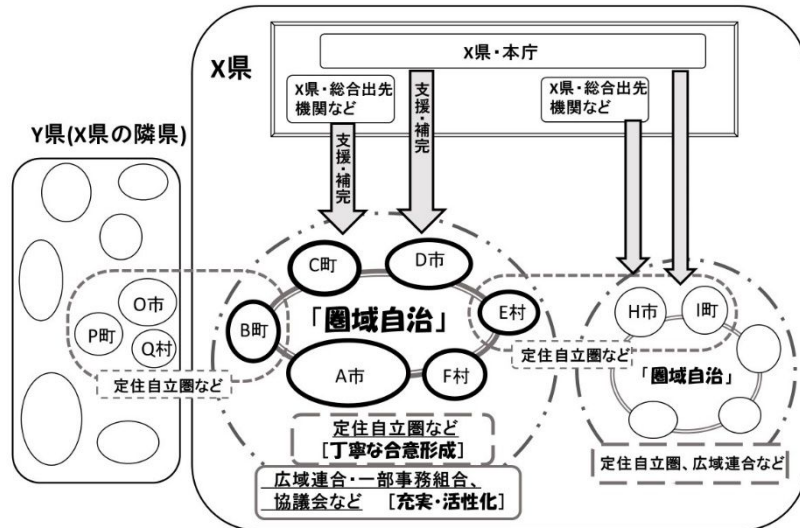 X県・本庁
X県
X県・総合出先
機関など
X県・総合出先
機関など
支援・補完
支援・補完
Y県(X県の隣県)
C町
D市
B町
「圏域自治」
E村
A市
F村
O市
P町
Q村
定住自立圏など
定住自立圏など
H市
I町
「圏域自治」
定住自立圏など
[丁寧な合意形成]
定住自立圏、広域連合など
広域連合・一部事務組合、
協議会など [充実・活性化]